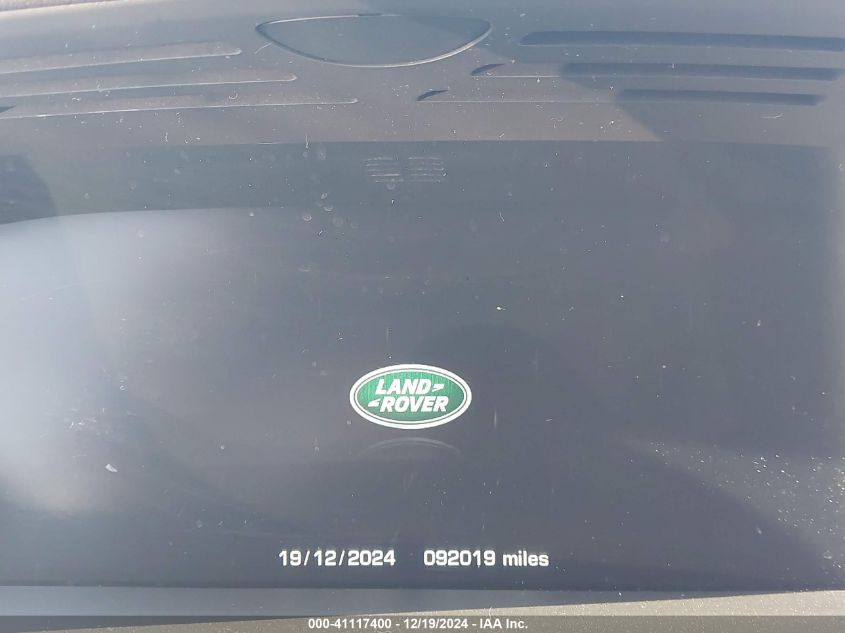 LAND-
-ROVER
19/12/2024 092019 miles
000-41117400 - 12/19/2024 - IAA Inc.